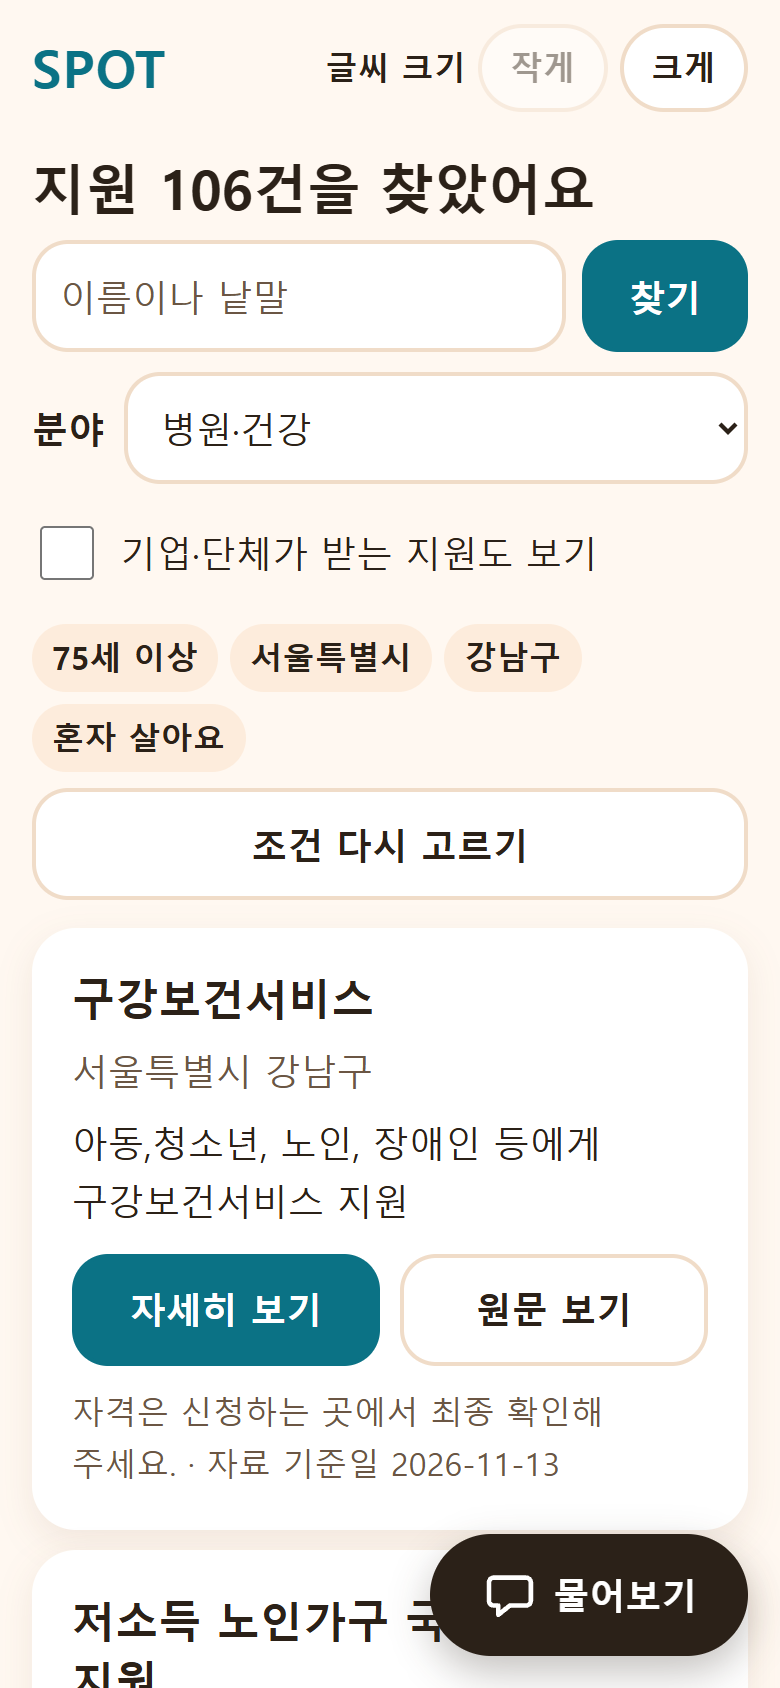 SPOT
글씨 크기
작게
크게
지원 106건을 찾았어요
이름이나 낱말
찾기
분야
병원·건강
기업·단체가 받는 지원도 보기
75세 이상
서울특별시
강남구
혼자 살아요
조건 다시 고르기
구강보건서비스
서울특별시 강남구
아동,청소년, 노인, 장애인 등에게
구강보건서비스 지원
자세히 보기
원문 보기
자격은 신청하는 곳에서 최종 확인해
주세요. · 자료 기준일 2026-11-13
저소득 노인가구
지원
물어보기